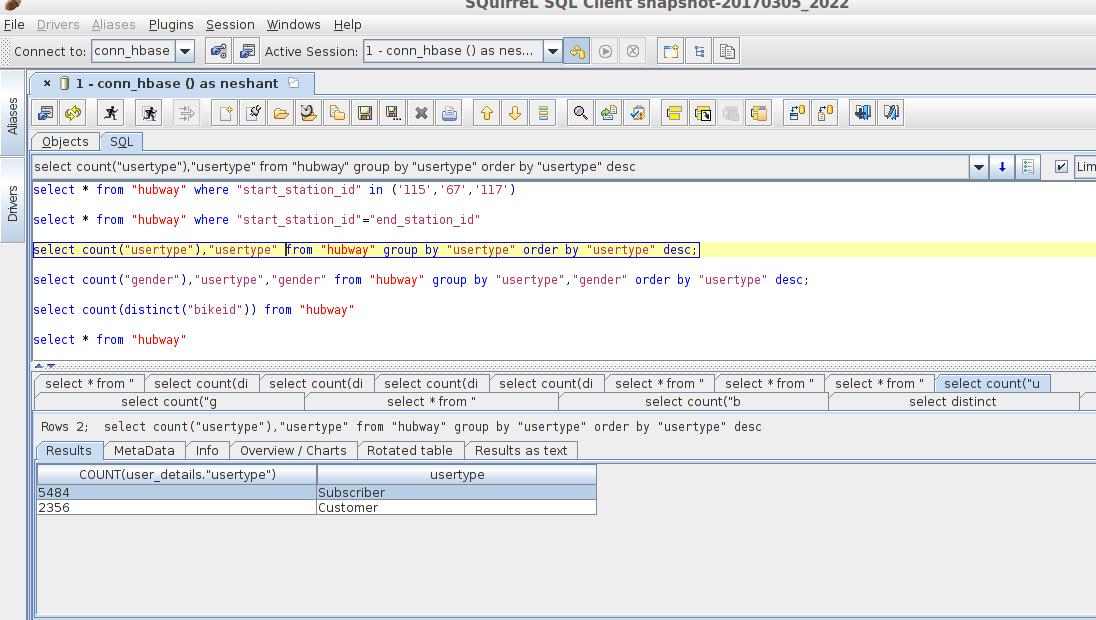 SQuirreL SQL Client snapshot-20170305_2022
File Drivers Aliases Plugins Session Windows Help
Connect to: conn_hbase Active Session: 1 - conn_hbase () as nes...
Aliases
Drivers
1 - conn_hbase () as neshant
Objects SQL
select count("usertype"),"usertype" from "hubway" group by "usertype" order by "usertype" desc Lim
select * from "hubway" where "start_station_id" in ('115','67','117')
select * from "hubway" where "start_station_id"="end_station_id"
select count("usertype"),"usertype" from "hubway" group by "usertype" order by "usertype" desc;
select count("gender"),"usertype","gender" from "hubway" group by "usertype","gender" order by "usertype" desc;
select count(distinct("bikeid")) from "hubway"
select * from "hubway"
select * from " select count(di select count(di select count(di select count(di select * from " select * from " select * from " select count("u
select count("g select * from " select count("b select distinct
Rows 2; select count("usertype"),"usertype" from "hubway" group by "usertype" order by "usertype" desc
Results MetaData Info Overview / Charts Rotated table Results as text
COUNT(user_details."usertype") usertype
5484 Subscriber
2356 Customer